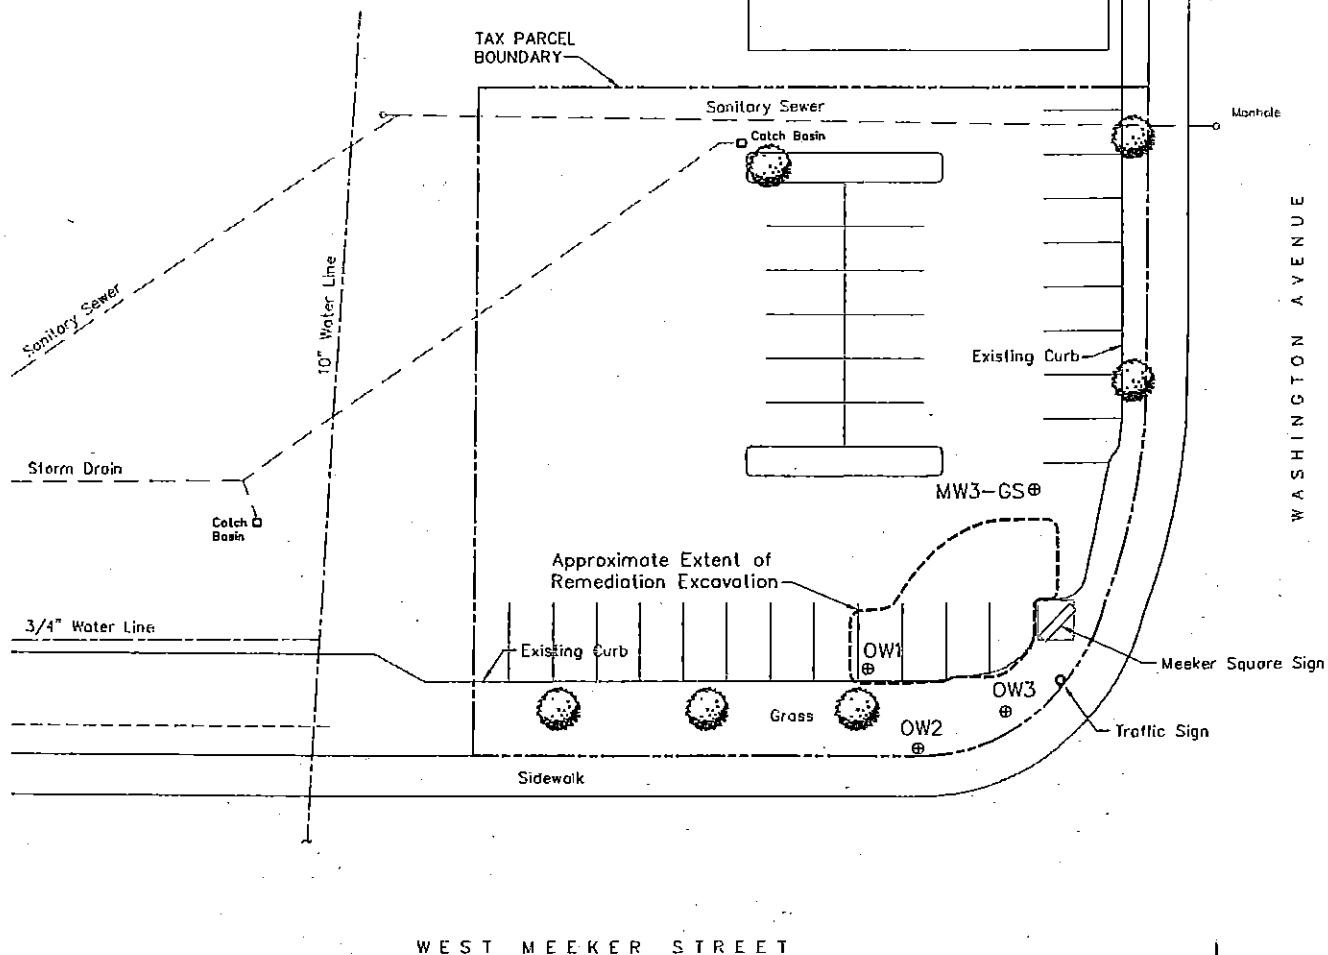 TAX PARCEL
BOUNDARY
Sanitary Sewer
Manhole
Catch Basin
WASHINGTON AVENUE
10" Water Line
Sanitary Sewer
Existing Curb
Storm Drain
MW3-GS
Catch
Basin
Approximate Extent of
Remediation Excavation
3/4" Water Line
Existing Curb
OW1
Meeker Square Sign
OW3
Grass
OW2
Traffic Sign
Sidewalk
WEST MEEKER STREET